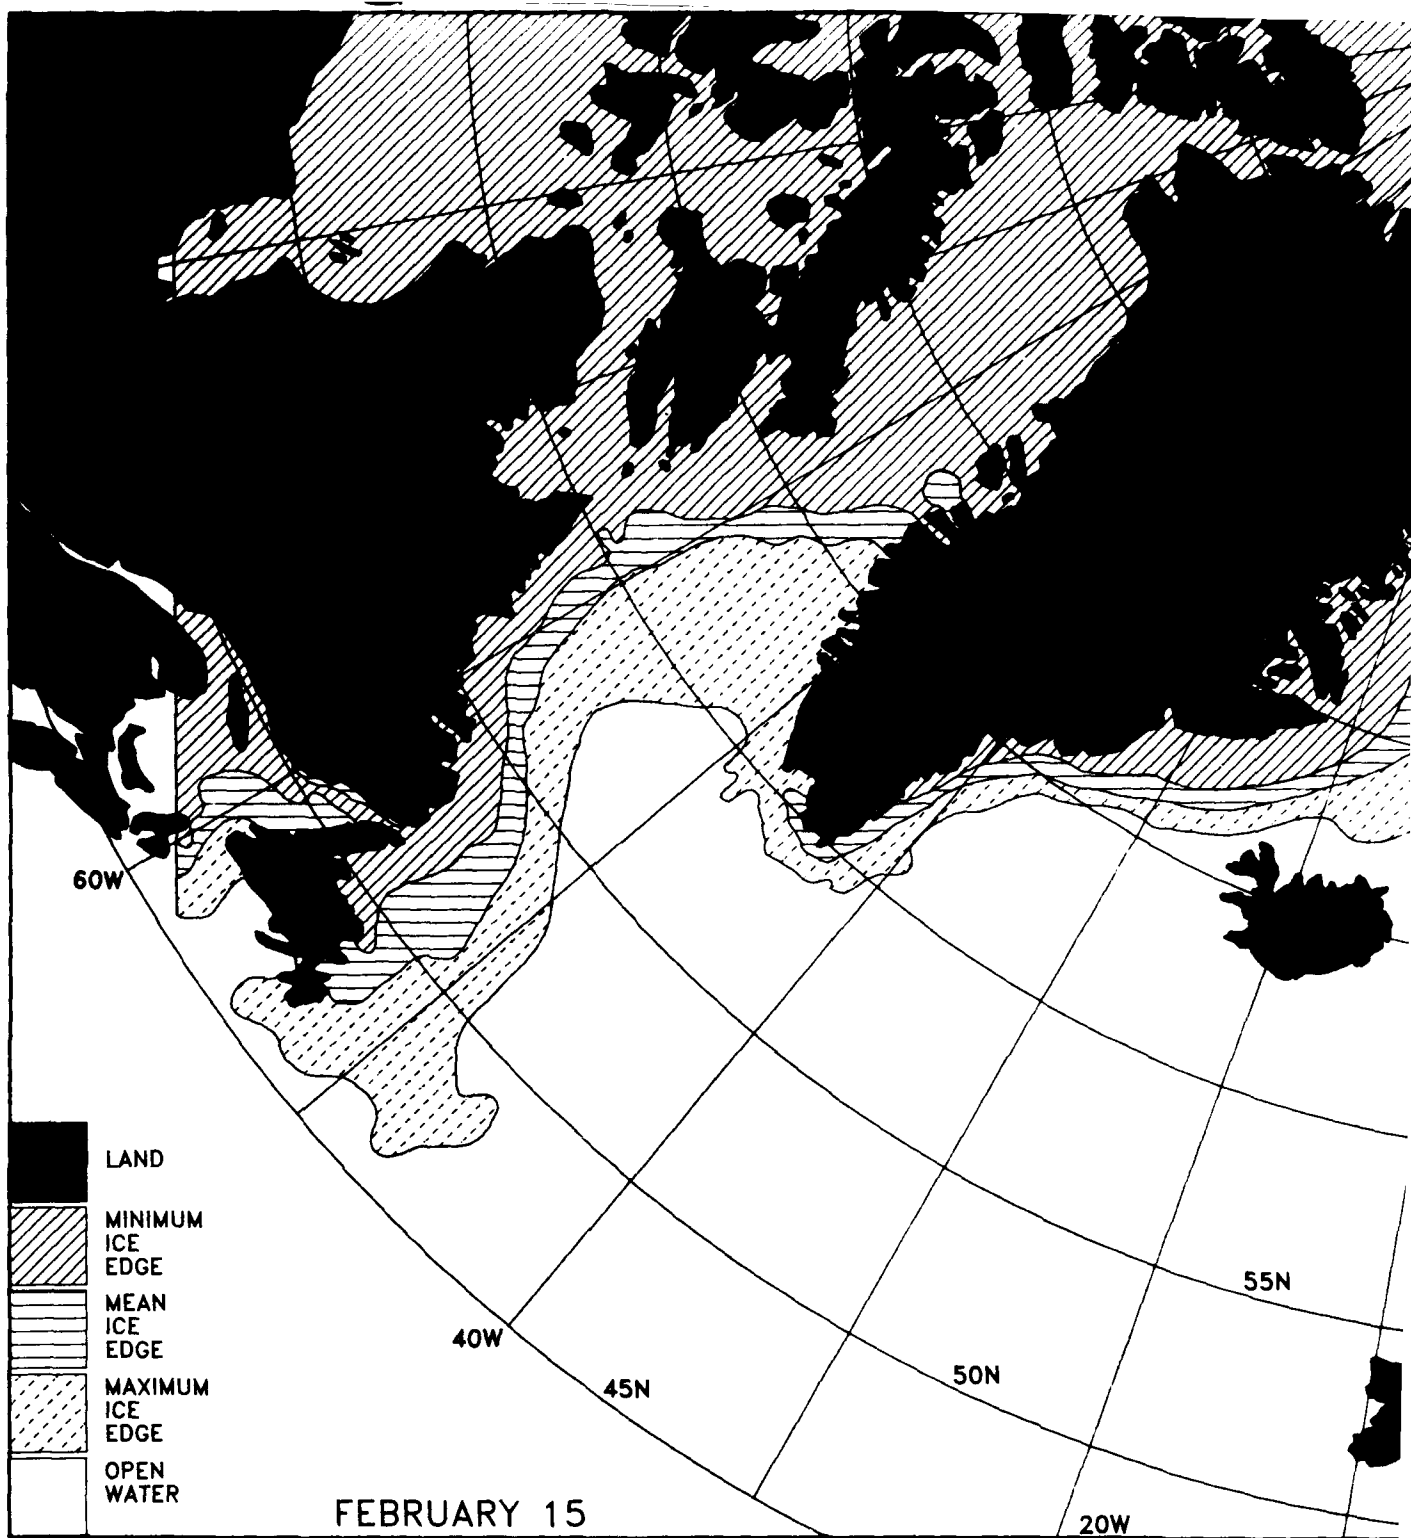 60W
LAND
MINIMUM
ICE
EDGE
MEAN
ICE
EDGE
MAXIMUM
ICE
EDGE
OPEN
WATER
40W
45N
50N
55N
20W
FEBRUARY 15